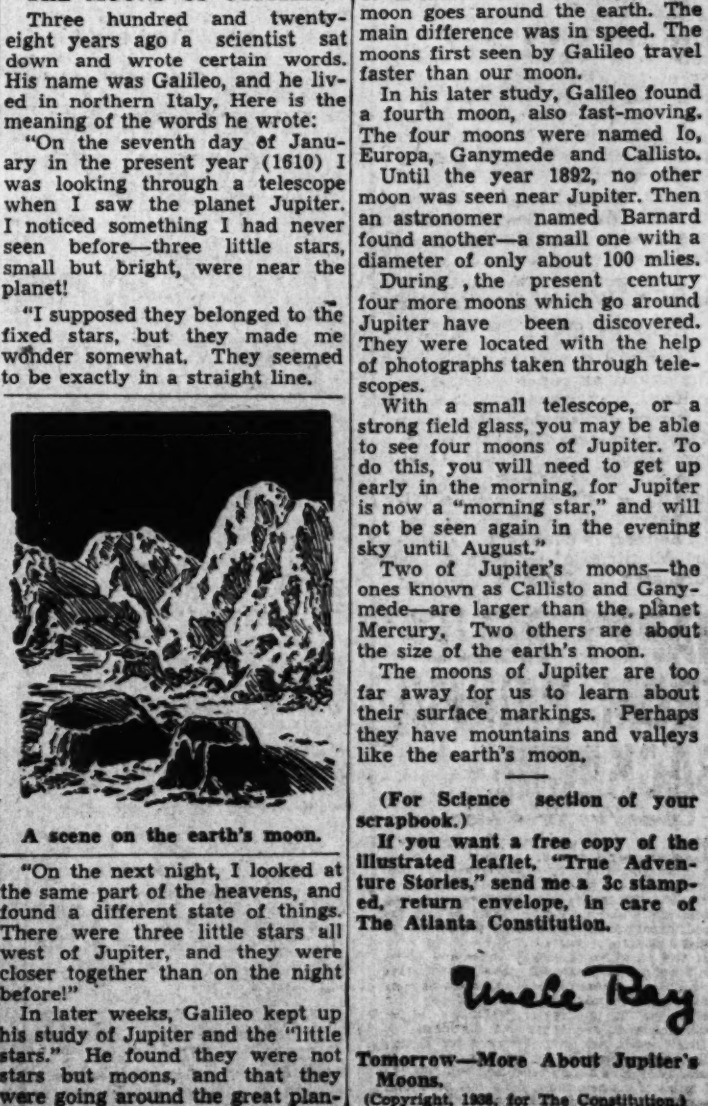 Three hundred and twenty-
eight years ago a scientist sat
down and wrote certain words.
His name was Galileo, and he liv-
ed in northern Italy. Here is the
meaning of the words he wrote:
"On the seventh day of Janu-
ary in the present year (1610) I
was looking through a telescope
when I saw the planet Jupiter.
I noticed something I had never
seen before—three little stars,
small but bright, were near the
planet!
"I supposed they belonged to the
fixed stars, but they made me
wonder somewhat. They seemed
to be exactly in a straight line.
A scene on the earth's moon.
"On the next night, I looked at
the same part of the heavens, and
found a different state of things.
There were three little stars all
west of Jupiter, and they were
closer together than on the night
before!"
In later weeks, Galileo kept up
his study of Jupiter and the "little
stars." He found they were not
stars but moons, and that they
were going around the great plan-
moon goes around the earth. The
main difference was in speed. The
moons first seen by Galileo travel
faster than our moon.
In his later study, Galileo found
a fourth moon, also fast-moving.
The four moons were named Io,
Europa, Ganymede and Callisto.
Until the year 1892, no other
moon was seen near Jupiter. Then
an astronomer named Barnard
found another—a small one with a
diameter of only about 100 mlies.
During the present century
four more moons which go around
Jupiter have been discovered.
They were located with the help
of photographs taken through tele-
scopes.
With a small telescope, or a
strong field glass, you may be able
to see four moons of Jupiter. To
do this, you will need to get up
early in the morning, for Jupiter
is now a "morning star," and will
not be seen again in the evening
sky until August."
Two of Jupiter's moons—the
ones known as Callisto and Gany-
mede—are larger than the planet
Mercury. Two others are about
the size of the earth's moon.
The moons of Jupiter are too
far away for us to learn about
their surface markings. Perhaps
they have mountains and valleys
like the earth's moon.
(For Science section of your
scrapbook.)
If you want a free copy of the
illustrated leaflet, "True Adven-
ture Stories," send me a 3c stamp-
ed, return envelope, in care of
The Atlanta Constitution.
Uncle Ray
Tomorrow—More About Jupiter's
Moons.
(Copyright, 1938, for The Constitution.)